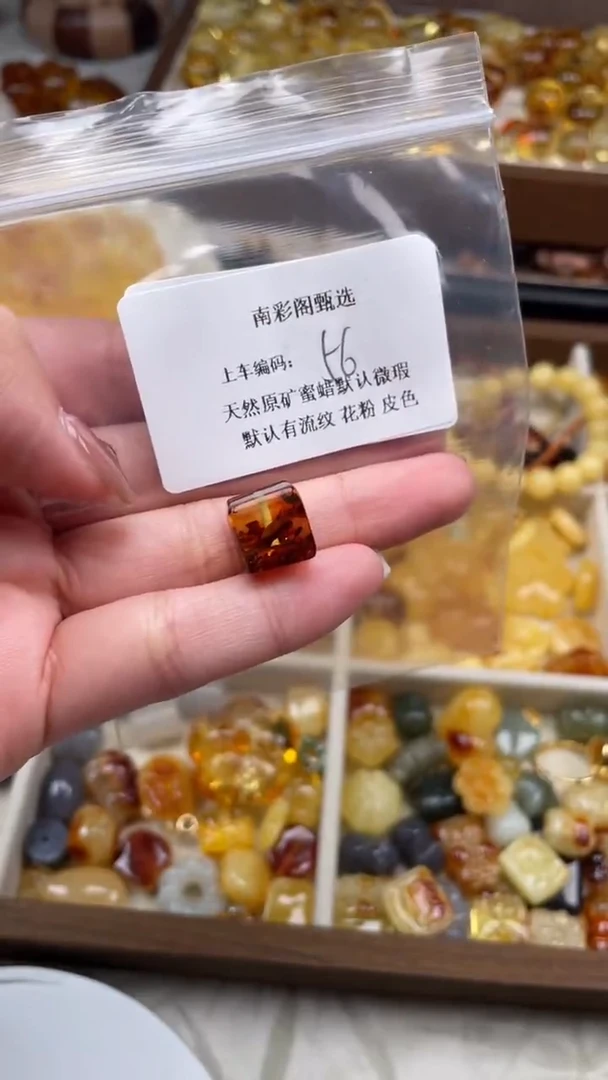 南彩阁甄选
上车编码：
天然原矿蜜蜡默认微瑕
默认有流纹 花粉 皮色